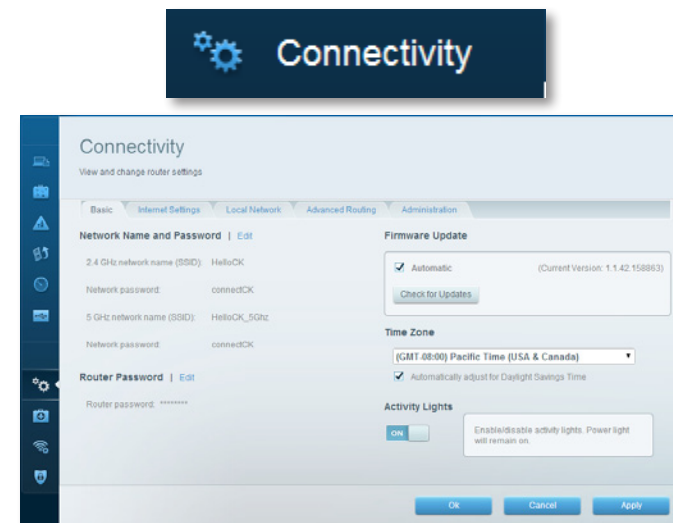 Connectivity
Connectivity
View and change router settings
Basic Internet Settings Local Network Advanced Routing Administration
Network Name and Password | Edit
2.4 GHz network name (SSID): HelloCK
Network password: connectCK
5 GHz network name (SSID): HelloCK_5Ghz
Network password: connectCK
Router Password | Edit
Router password: ********
Firmware Update
Automatic (Current Version: 1.1.42.158863)
Check for Updates
Time Zone
(GMT-08:00) Pacific Time (USA & Canada)
Automatically adjust for Daylight Savings Time
Activity Lights
ON
Enable/disable activity lights. Power light
will remain on.
Ok Cancel Apply